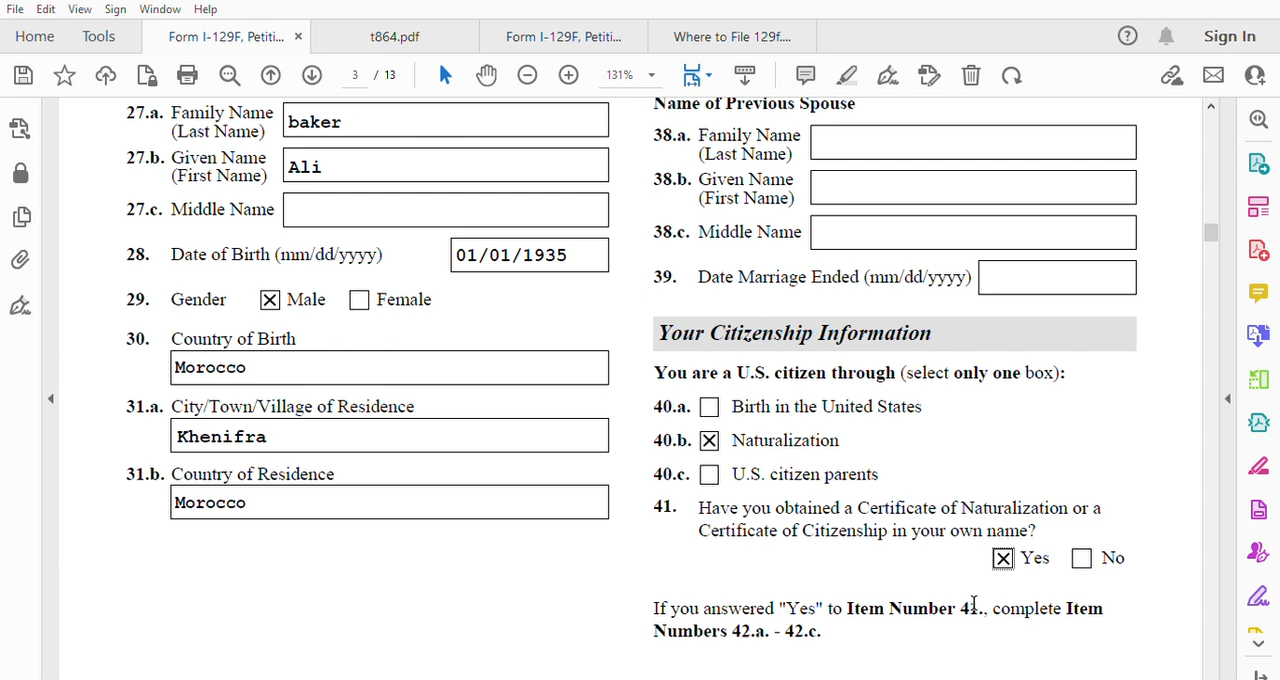 File Edit View Sign Window Help
Home Tools Form I-129F, Petiti... × t864.pdf Form I-129F, Petiti... Where to File 129f.... Sign In
3 / 13 131%
27.a. Family Name
(Last Name)
baker
27.b. Given Name
(First Name)
Ali
27.c. Middle Name
28. Date of Birth (mm/dd/yyyy) 01/01/1935
29. Gender Male Female
30. Country of Birth
Morocco
31.a. City/Town/Village of Residence
Khenifra
31.b. Country of Residence
Morocco
Name of Previous Spouse
38.a. Family Name
(Last Name)
38.b. Given Name
(First Name)
38.c. Middle Name
39. Date Marriage Ended (mm/dd/yyyy)
Your Citizenship Information
You are a U.S. citizen through (select only one box):
40.a. Birth in the United States
40.b. Naturalization
40.c. U.S. citizen parents
41. Have you obtained a Certificate of Naturalization or a
Certificate of Citizenship in your own name?
Yes No
If you answered "Yes" to Item Number 41., complete Item
Numbers 42.a. - 42.c.